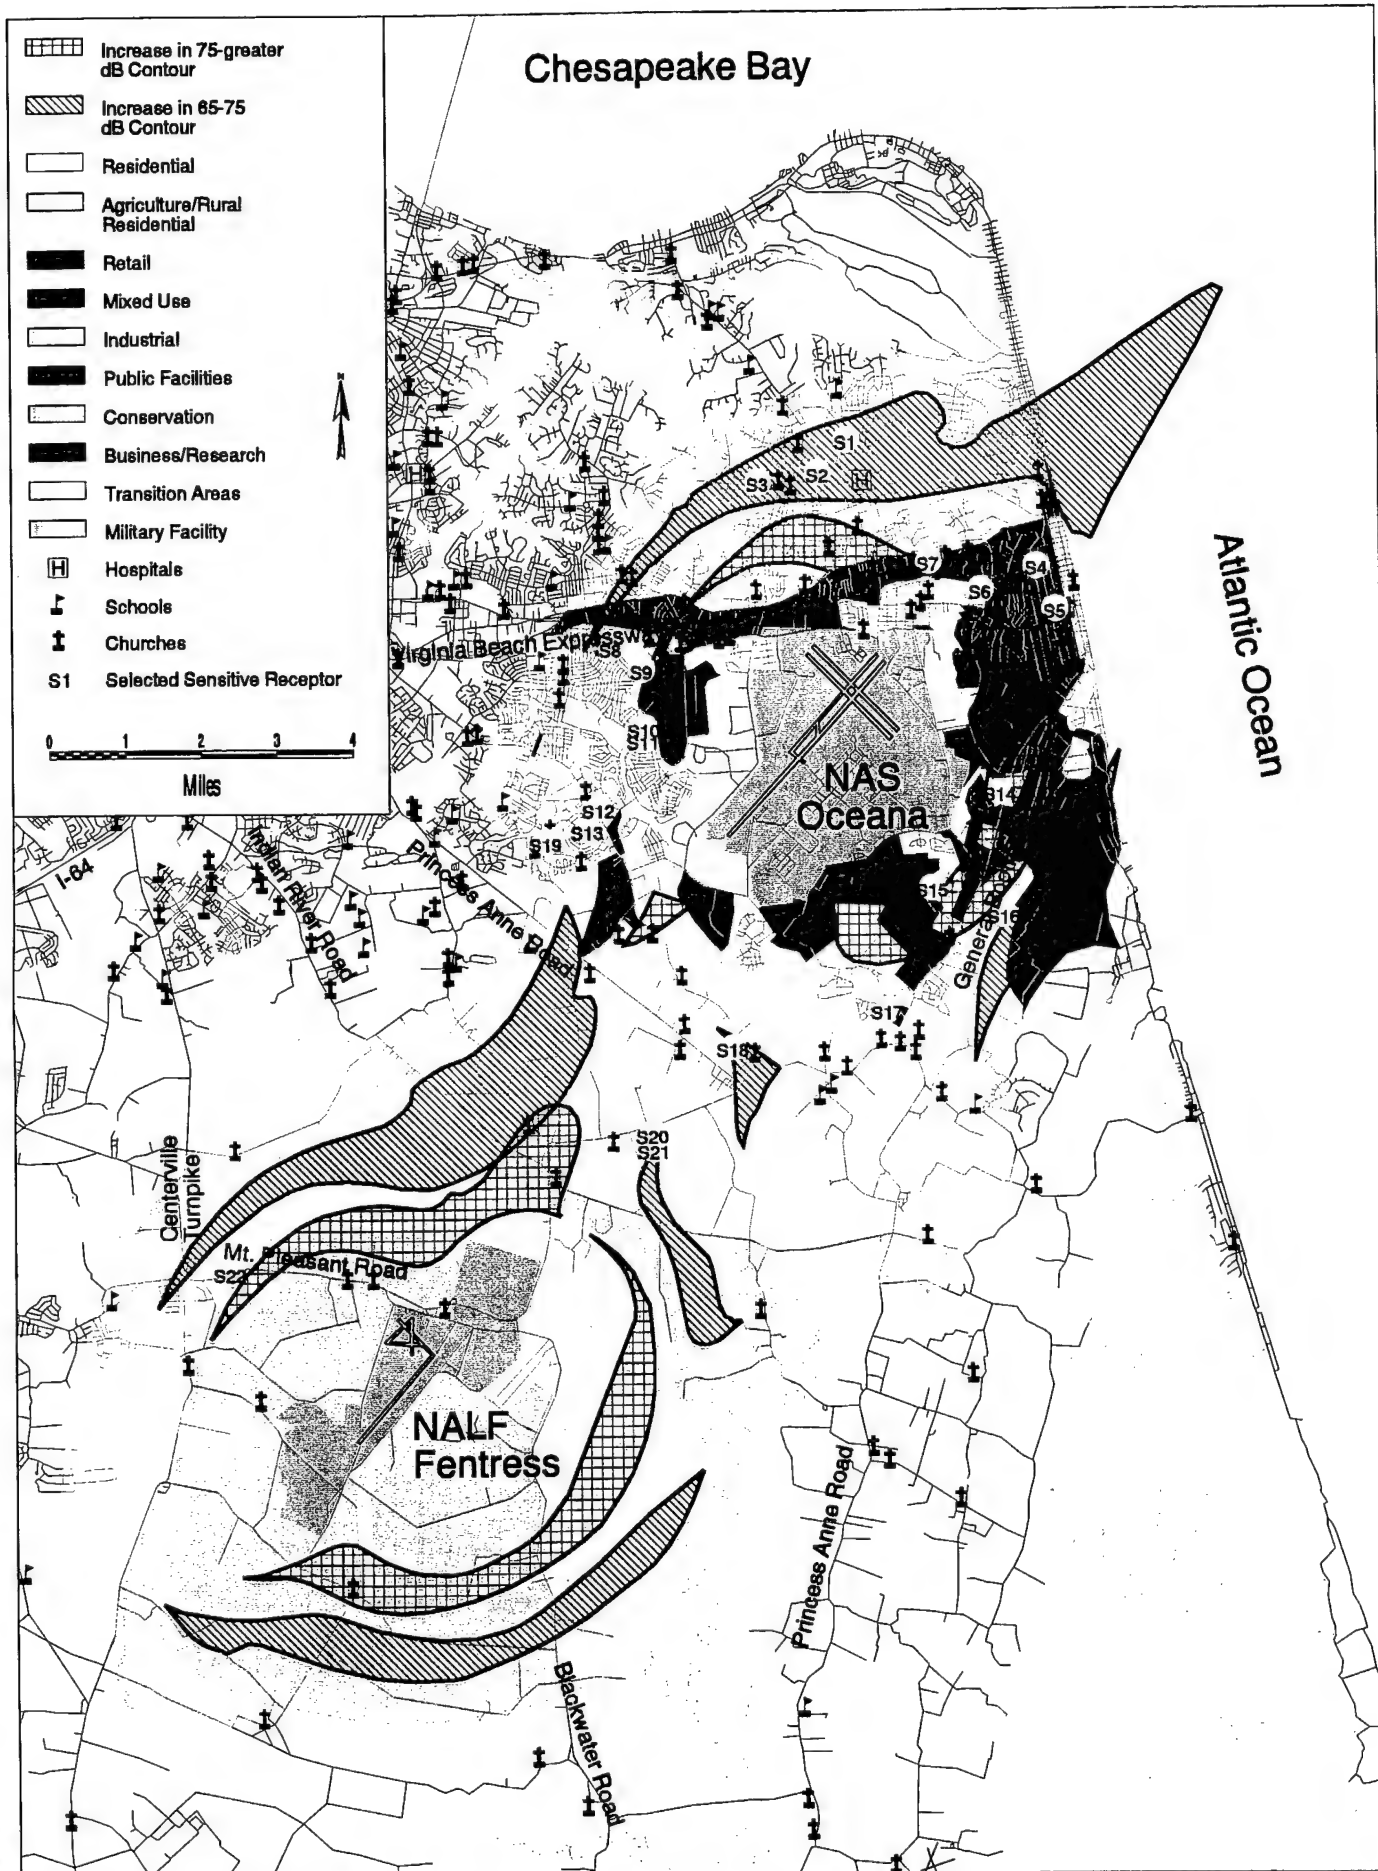 Increase in 75-greater
dB Contour
Increase in 65-75
dB Contour
Residential
Agriculture/Rural
Residential
Retail
Mixed Use
Industrial
Public Facilities
Conservation
Business/Research
Transition Areas
Military Facility
H Hospitals
Schools
Churches
S1 Selected Sensitive Receptor
N
0 1 2 3 4
Miles
Chesapeake Bay
Atlantic Ocean
S1
S2
H
S3
H
S7
S4
S6
S5
Virginia Beach Expressway
S8
S9
S10
S11
NAS
Oceana
S14
S12
S13
S19
S15
S16
General Booth
I-64
Indian River Road
Princess Anne Road
S17
S18
S20
S21
Centerville
Turnpike
Mt. Pleasant Road
S22
NALF
Fentress
Princess Anne Road
Blackwater Road